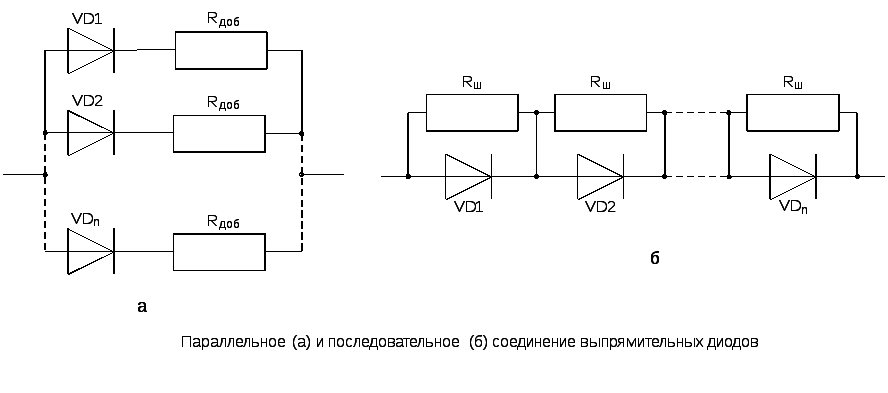 VD1
Rдоб
VD2
Rдоб
VDn
Rдоб
а
Rш
Rш
Rш
VD1
VD2
VDn
б
Параллельное (а) и последовательное (б) соединение выпрямительных диодов